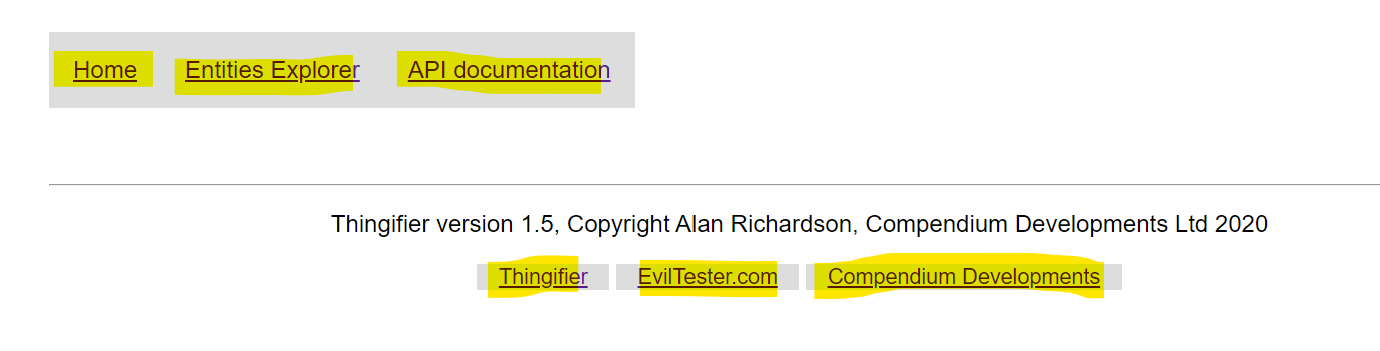 Home Entities Explorer API documentation
Thingifier version 1.5, Copyright Alan Richardson, Compendium Developments Ltd 2020
Thingifier EvilTester.com Compendium Developments